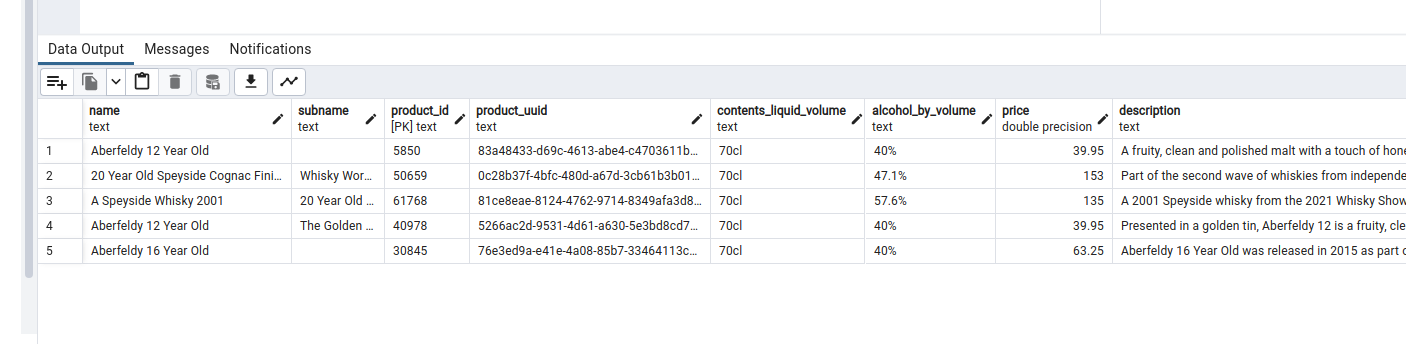 Data Output Messages Notifications
name subname product_id product_uuid contents_liquid_volume alcohol_by_volume price description
text text [PK] text text text text double precision text
1 Aberfeldy 12 Year Old 5850 83a48433-d69c-4613-abe4-c4703611b... 70cl 40% 39.95 A fruity, clean and polished malt with a touch of hone
2 20 Year Old Speyside Cognac Fini... Whisky Wor... 50659 0c28b37f-4bfc-480d-a67d-3cb61b3b01... 70cl 47.1% 153 Part of the second wave of whiskies from independe
3 A Speyside Whisky 2001 20 Year Old ... 61768 81ce8eae-8124-4762-9714-8349afa3d8... 70cl 57.6% 135 A 2001 Speyside whisky from the 2021 Whisky Show
4 Aberfeldy 12 Year Old The Golden ... 40978 5266ac2d-9531-4d61-a630-5e3bd8cd7... 70cl 40% 39.95 Presented in a golden tin, Aberfeldy 12 is a fruity, cle
5 Aberfeldy 16 Year Old 30845 76e3ed9a-e41e-4a08-85b7-33464113c... 70cl 40% 63.25 Aberfeldy 16 Year Old was released in 2015 as part o